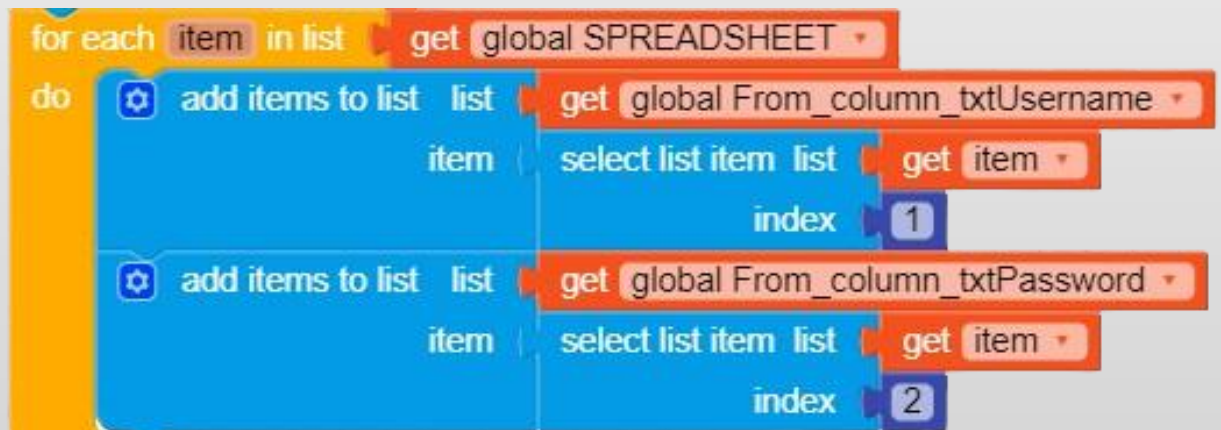 for each item in list get global SPREADSHEET
do add items to list list get global From_column_txtUsername
item select list item list get item
index 1
add items to list list get global From_column_txtPassword
item select list item list get item
index 2